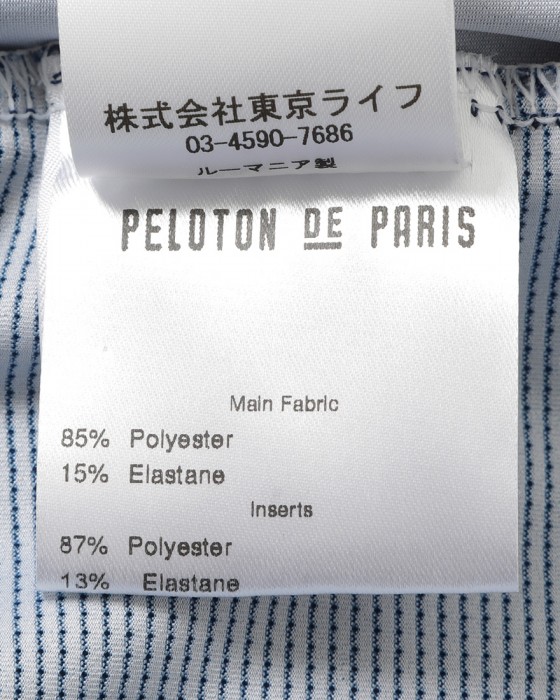 株式会社東京ライフ
03-4590-7686
ルーマニア製
PELOTON DE PARIS
Main Fabric
85% Polyester
15% Elastane
Inserts
87% Polyester
13% Elastane